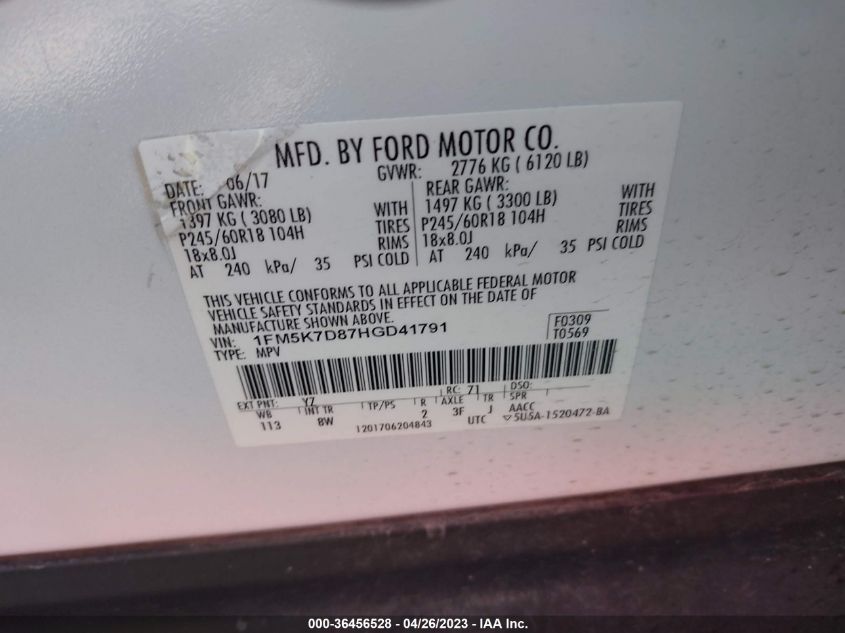 MFD. BY FORD MOTOR CO.
DATE: 06/17 GVWR: 2776 KG ( 6120 LB)
FRONT GAWR: REAR GAWR:
1397 KG ( 3080 LB) WITH 1497 KG ( 3300 LB) WITH
P245/60R18 104H TIRES P245/60R18 104H TIRES
18x8.0J RIMS 18x8.0J RIMS
AT 240 kPa/ 35 PSI COLD AT 240 kPa/ 35 PSI COLD
THIS VEHICLE CONFORMS TO ALL APPLICABLE FEDERAL MOTOR
VEHICLE SAFETY STANDARDS IN EFFECT ON THE DATE OF
MANUFACTURE SHOWN ABOVE.
VIN: 1FM5K7D87HGD41791 F0309
TYPE: MPV T0569
EXT PNT: YZ RC: 71 DSO:
WB INT TR TP/PS R AXLE TR SPR
113 8W 2 3F J AACC
1201706204843 UTC ▽5U5A-1520472-BA
000-36456528 - 04/26/2023 - IAA Inc.